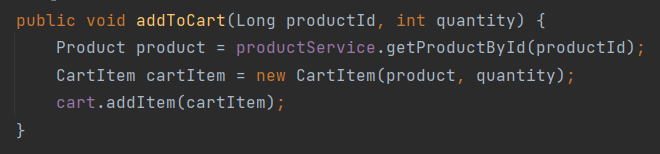 public void addToCart(Long productId, int quantity) {
    Product product = productService.getProductById(productId);
    CartItem cartItem = new CartItem(product, quantity);
    cart.addItem(cartItem);
}